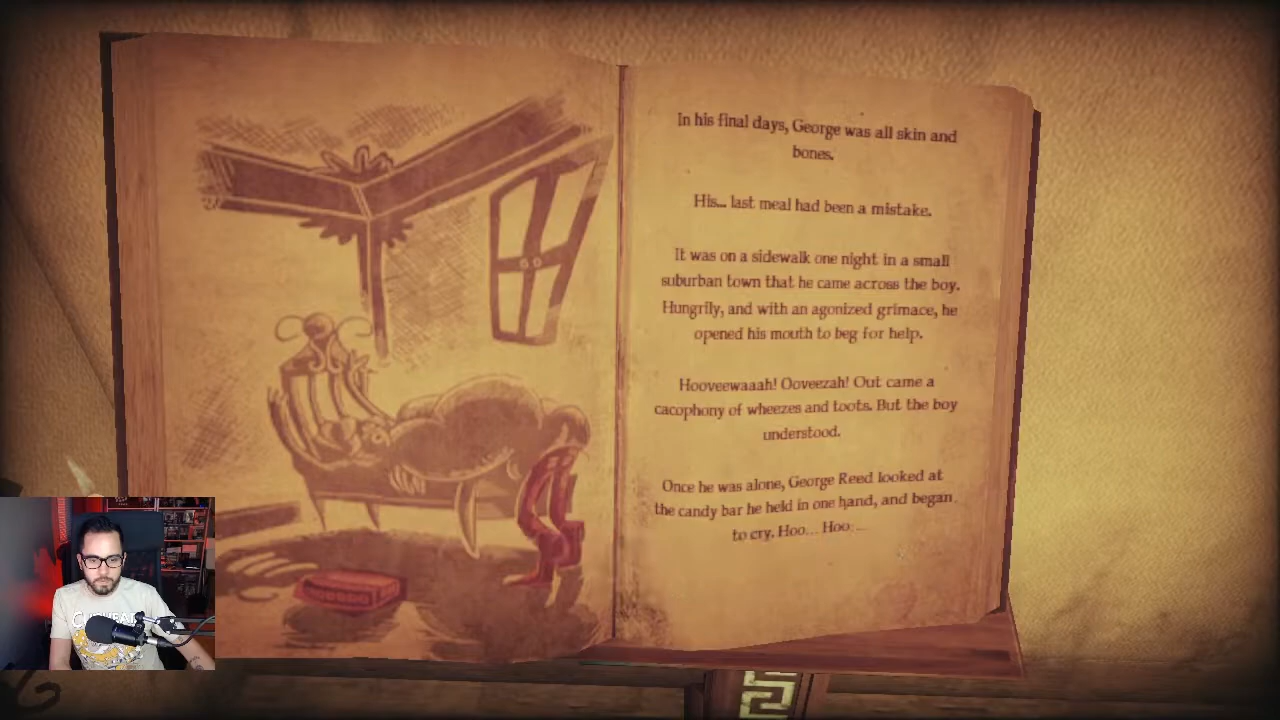 In his final days, George was all skin and
bones.
His... last meal had been a mistake.
It was on a sidewalk one night in a small
suburban town that he came across the boy.
Hungrily, and with an agonized grimace, he
opened his mouth to beg for help.
Hooveewaaah! Ooveezah! Out came a
cacophony of wheezes and toots. But the boy
understood.
Once he was alone, George Reed looked at
the candy bar he held in one hand, and began
to cry. Hoo... Hoo...